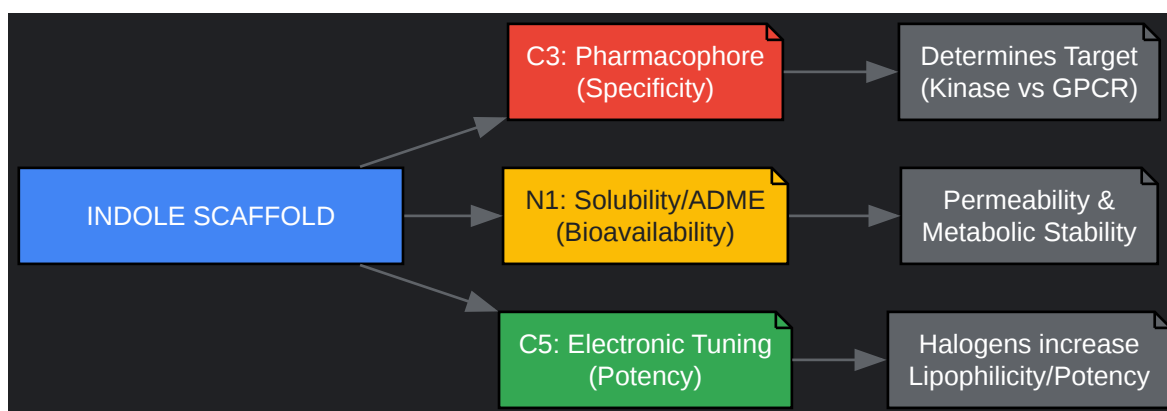 INDOLE SCAFFOLD
C3: Pharmacophore
(Specificity)
Determines Target
(Kinase vs GPCR)
N1: Solubility/ADME
(Bioavailability)
Permeability &
Metabolic Stability
C5: Electronic Tuning
(Potency)
Halogens increase
Lipophilicity/Potency